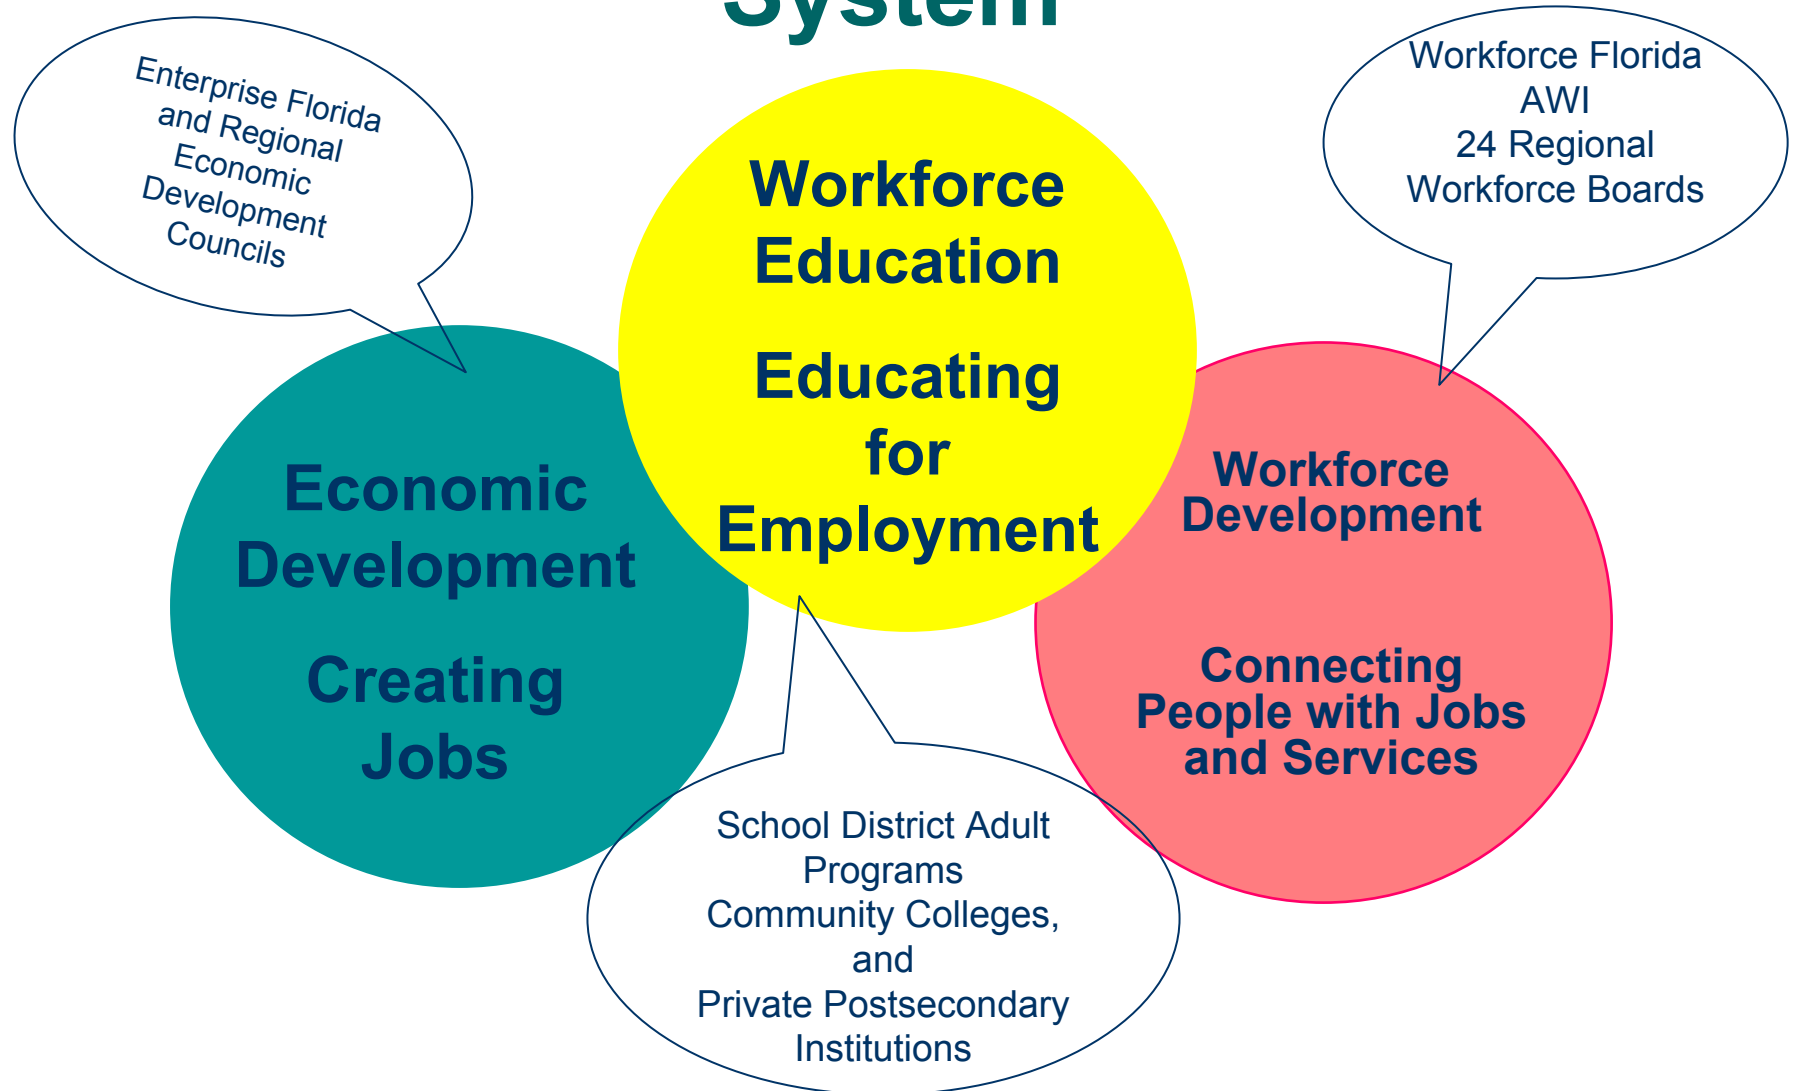 System
Enterprise Florida
and Regional
Economic
Development
Councils
Workforce Florida
AWI
24 Regional
Workforce Boards
Workforce
Education
Educating
for
Employment
Economic
Development
Creating
Jobs
Workforce
Development
Connecting
People with Jobs
and Services
School District Adult
Programs
Community Colleges,
and
Private Postsecondary
Institutions